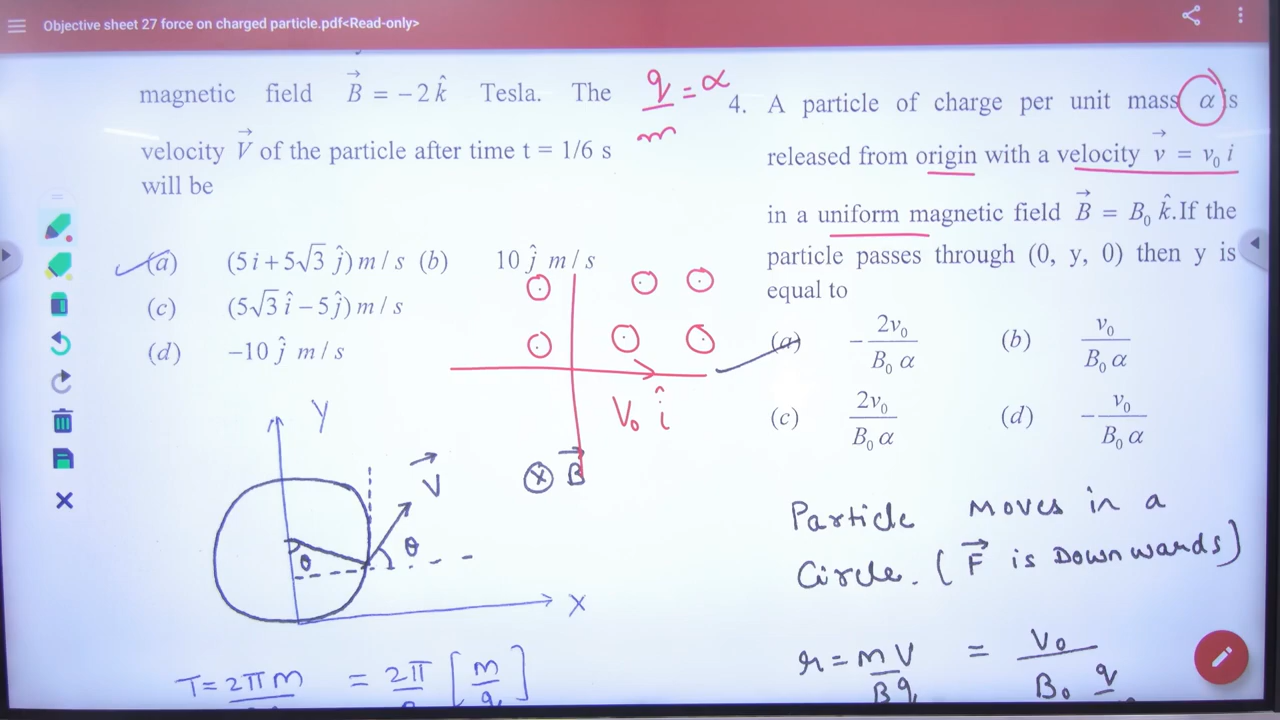 Objective sheet 27 force on charged particle.pdf<Read-only>
magnetic field B⃗ = −2k̂ Tesla. The
velocity V⃗ of the particle after time t = 1/6 s
will be
(a) (5i+5√3 ĵ)m/s (b) 10 ĵ m/s
(c) (5√3 î − 5ĵ)m/s
(d) −10 ĵ m/s
q/m = α
V₀ î
⊗ B⃗
Y
V⃗
θ
θ
X
T = 2πm = 2π [m/q]
4. A particle of charge per unit mass α is
released from origin with a velocity v⃗ = v₀ i
in a uniform magnetic field B⃗ = B₀ k̂.If the
particle passes through (0, y, 0) then y is
equal to
(a) −2v₀/B₀α (b) v₀/B₀α
(c) 2v₀/B₀α (d) −v₀/B₀α
Particle moves in a
Circle. (F⃗ is Downwards)
r = mV/Bq = V₀/B₀ q